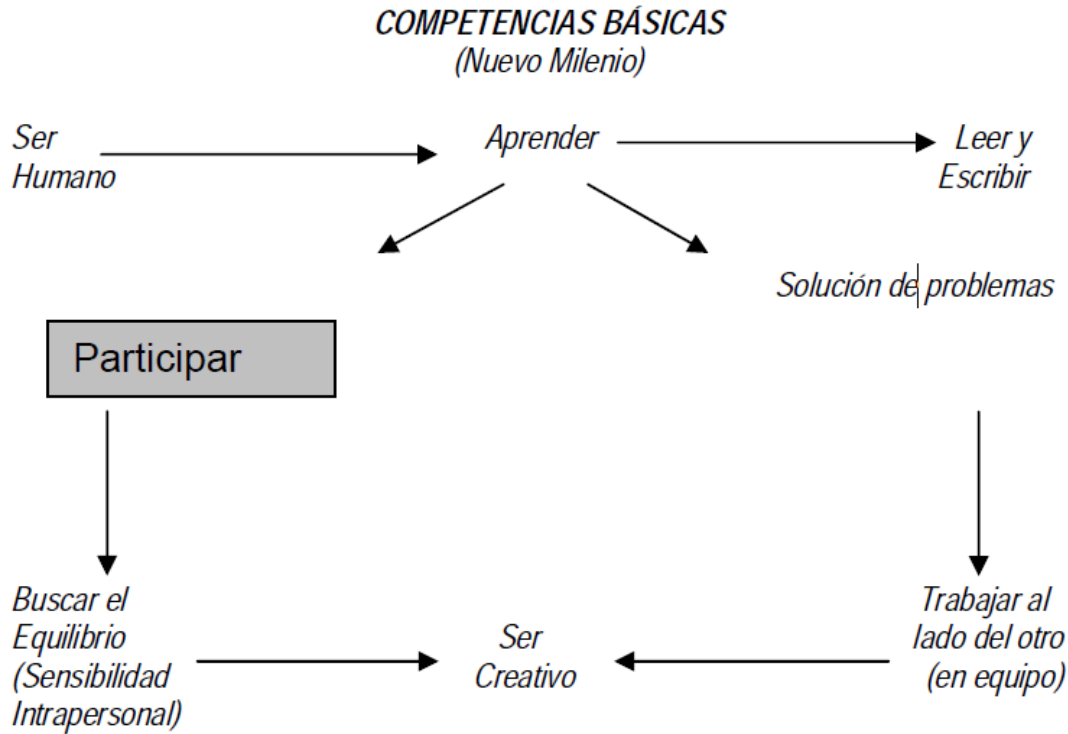 COMPETENCIAS BÁSICAS
(Nuevo Milenio)
Ser
Humano
Aprender
Leer y
Escribir
Solución de problemas
Participar
Buscar el
Equilibrio
(Sensibilidad
Intrapersonal)
Ser
Creativo
Trabajar al
lado del otro
(en equipo)